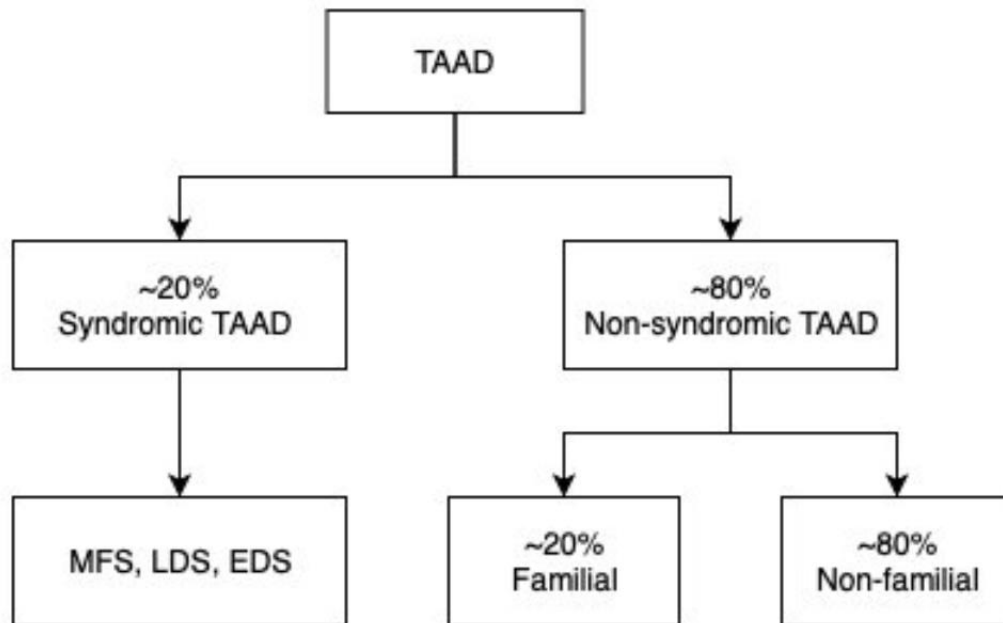 TAAD
~20%
Syndromic TAAD
~80%
Non-syndromic TAAD
MFS, LDS, EDS
~20%
Familial
~80%
Non-familial